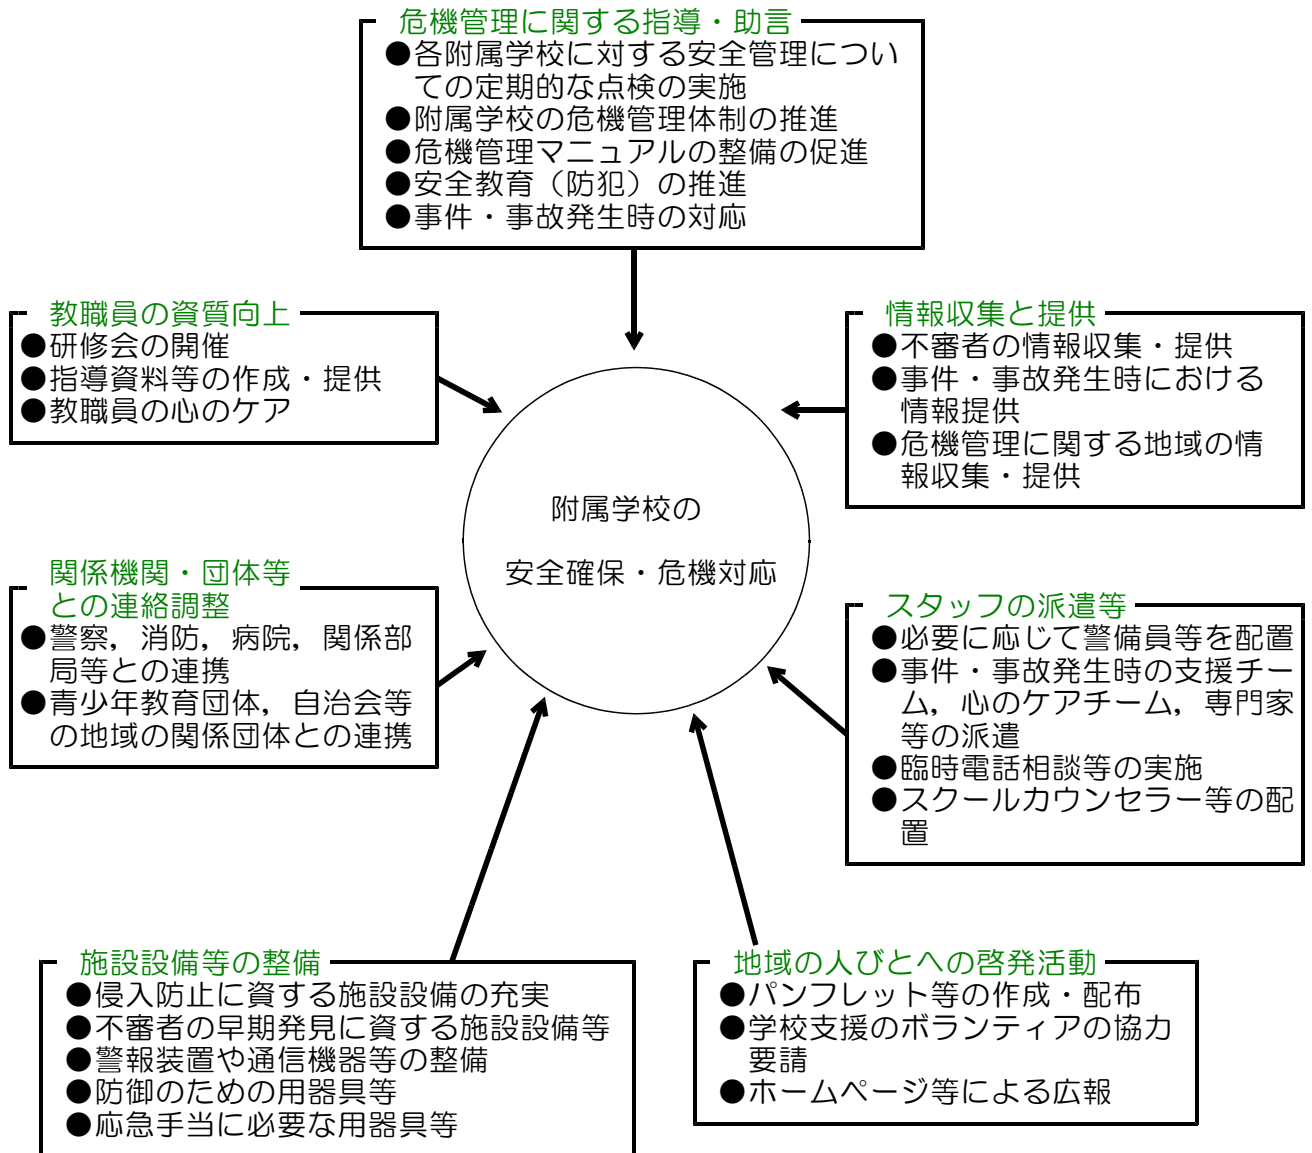 危機管理に関する指導・助言
●各附属学校に対する安全管理につい
ての定期的な点検の実施
●附属学校の危機管理体制の推進
●危機管理マニュアルの整備の促進
●安全教育（防犯）の推進
●事件・事故発生時の対応
教職員の資質向上
●研修会の開催
●指導資料等の作成・提供
●教職員の心のケア
情報収集と提供
●不審者の情報収集・提供
●事件・事故発生時における
情報提供
●危機管理に関する地域の情
報収集・提供
附属学校の
安全確保・危機対応
関係機関・団体等
との連絡調整
●警察，消防，病院，関係部
局等との連携
●青少年教育団体，自治会等
の地域の関係団体との連携
スタッフの派遣等
●必要に応じて警備員等を配置
●事件・事故発生時の支援チー
ム，心のケアチーム，専門家
等の派遣
●臨時電話相談等の実施
●スクールカウンセラー等の配
置
施設設備等の整備
●侵入防止に資する施設設備の充実
●不審者の早期発見に資する施設設備等
●警報装置や通信機器等の整備
●防御のための用器具等
●応急手当に必要な用器具等
地域の人びとへの啓発活動
●パンフレット等の作成・配布
●学校支援のボランティアの協力
要請
●ホームページ等による広報